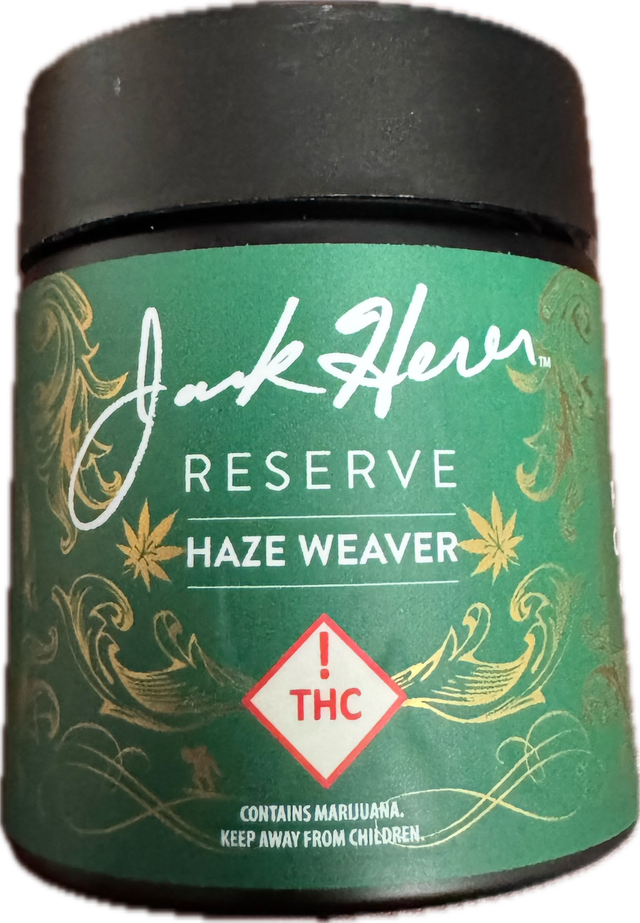 Jack Herer™
RESERVE
HAZE WEAVER
!
THC
CONTAINS MARIJUANA.
KEEP AWAY FROM CHILDREN.